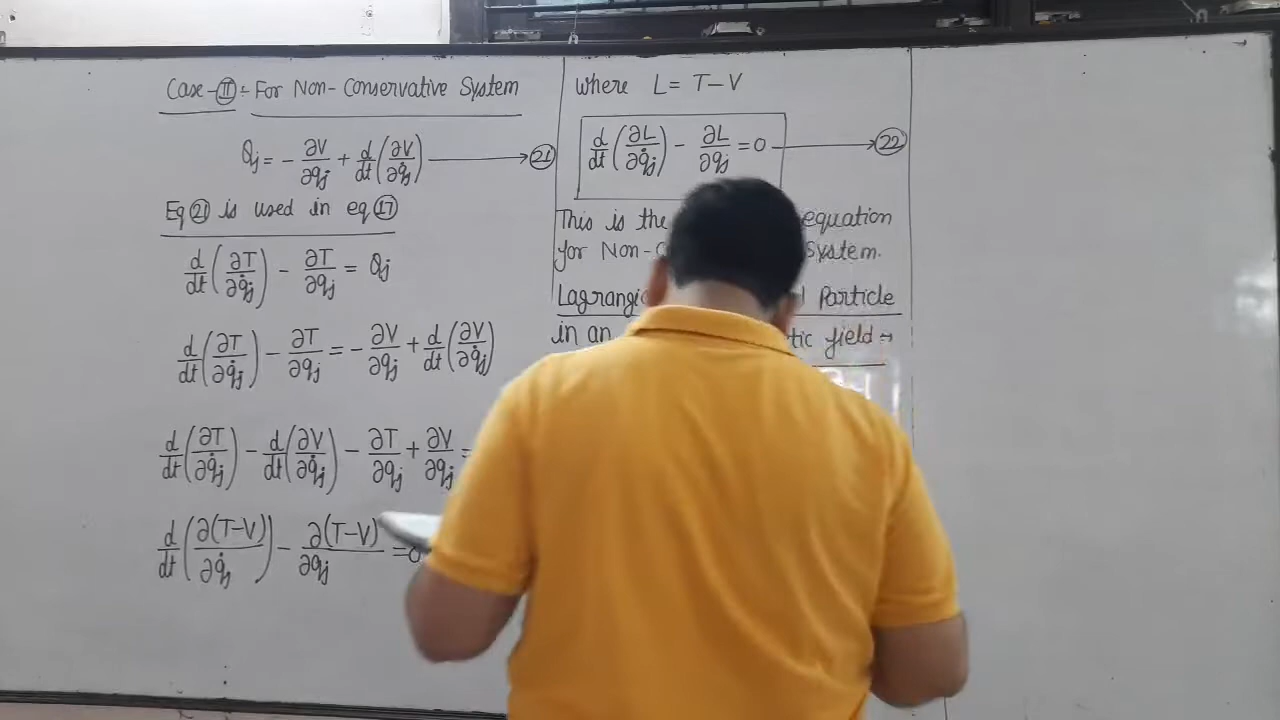 Case-(II):- For Non-Conservative System
Qj = - ∂V/∂qj + d/dt(∂V/∂q̇j) → (21)
Eq (21) is used in eq (17)
d/dt(∂T/∂q̇j) - ∂T/∂qj = Qj
d/dt(∂T/∂q̇j) - ∂T/∂qj = - ∂V/∂qj + d/dt(∂V/∂q̇j)
d/dt(∂T/∂q̇j) - d/dt(∂V/∂q̇j) - ∂T/∂qj + ∂V/∂qj =
d/dt(∂(T-V)/∂q̇j) - ∂(T-V)/∂qj = 0
where L = T-V
d/dt(∂L/∂q̇j) - ∂L/∂qj = 0 → (22)
This is the equation
for Non- System.
Particle
in an field →